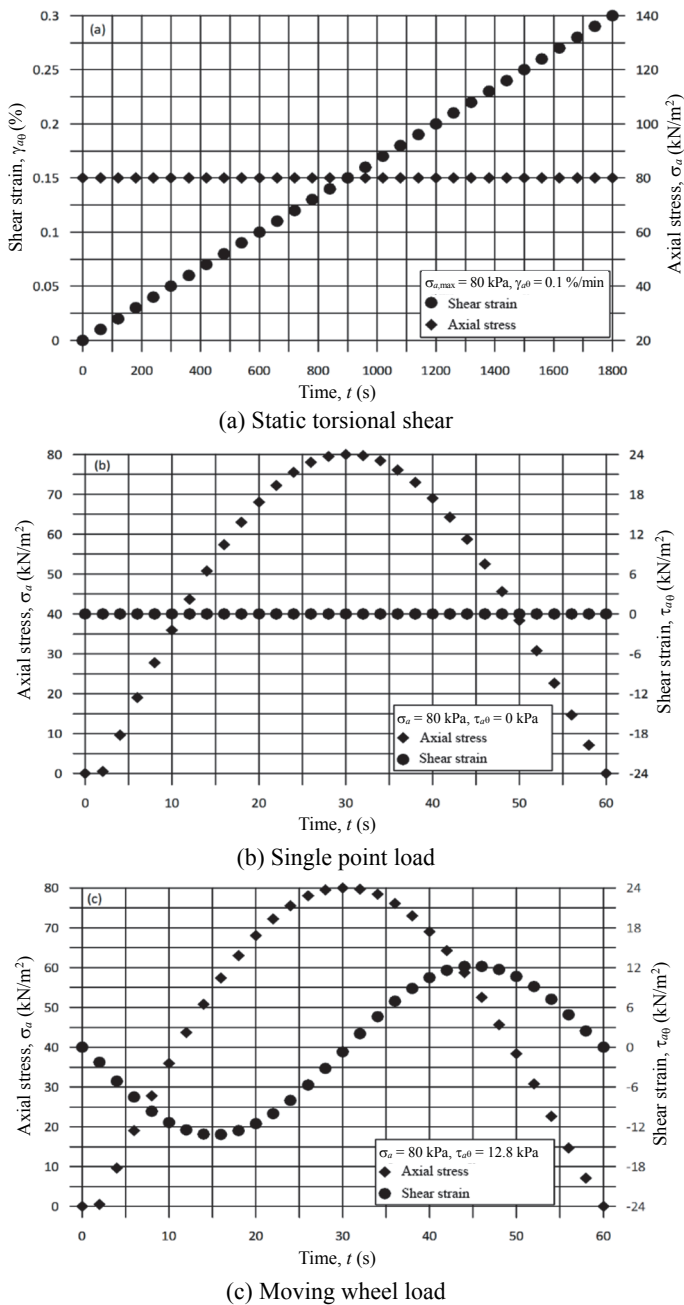 (a)
0.3
0.25
0.2
0.15
0.1
0.05
0
Shear strain, γaθ (%)
140
120
100
80
60
40
20
Axial stress, σa (kN/m²)
σa,max = 80 kPa, γaθ = 0.1 %/min
Shear strain
Axial stress
0 200 400 600 800 1000 1200 1400 1600 1800
Time, t (s)
(a) Static torsional shear
(b)
80
70
60
50
40
30
20
10
0
Axial stress, σa (kN/m²)
24
24
12
6
0
-6
-12
-18
-24
Shear strain, τaθ (kN/m²)
σa = 80 kPa, τaθ = 0 kPa
Axial stress
Shear strain
0 10 20 30 40 50 60
Time, t (s)
(b) Single point load
(c)
80
70
60
50
40
30
20
10
0
Axial stress, σa (kN/m²)
24
24
12
6
0
-6
-12
-18
-24
Shear strain, τaθ (kN/m²)
σa = 80 kPa, τaθ = 12.8 kPa
Axial stress
Shear strain
0 10 20 30 40 50 60
Time, t (s)
(c) Moving wheel load